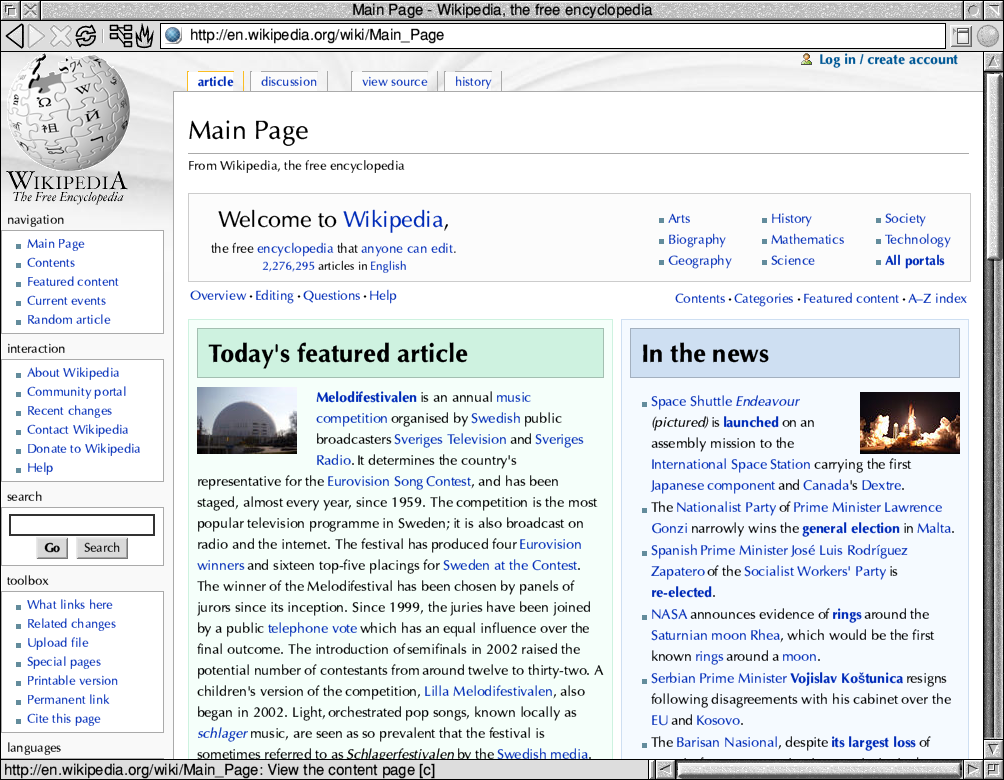 Main Page - Wikipedia, the free encyclopedia
http://en.wikipedia.org/wiki/Main_Page
Log in / create account
article discussion view source history
WIKIPEDIA
The Free Encyclopedia
navigation
Main Page
Contents
Featured content
Current events
Random article
interaction
About Wikipedia
Community portal
Recent changes
Contact Wikipedia
Donate to Wikipedia
Help
search
Go Search
toolbox
What links here
Related changes
Upload file
Special pages
Printable version
Permanent link
Cite this page
languages
Main Page
From Wikipedia, the free encyclopedia
Welcome to Wikipedia,
the free encyclopedia that anyone can edit.
2,276,295 articles in English
Arts
Biography
Geography
History
Mathematics
Science
Society
Technology
All portals
Overview · Editing · Questions · Help
Contents · Categories · Featured content · A–Z index
Today's featured article
Melodifestivalen is an annual music
competition organised by Swedish public
broadcasters Sveriges Television and Sveriges
Radio. It determines the country's
representative for the Eurovision Song Contest, and has been
staged, almost every year, since 1959. The competition is the most
popular television programme in Sweden; it is also broadcast on
radio and the internet. The festival has produced four Eurovision
winners and sixteen top-five placings for Sweden at the Contest.
The winner of the Melodifestival has been chosen by panels of
jurors since its inception. Since 1999, the juries have been joined
by a public telephone vote which has an equal influence over the
final outcome. The introduction of semifinals in 2002 raised the
potential number of contestants from around twelve to thirty-two. A
children's version of the competition, Lilla Melodifestivalen, also
began in 2002. Light, orchestrated pop songs, known locally as
schlager music, are seen as so prevalent that the festival is
sometimes referred to as Schlagerfestivalen by the Swedish media.
In the news
Space Shuttle Endeavour
(pictured) is launched on an
assembly mission to the
International Space Station carrying the first
Japanese component and Canada's Dextre.
The Nationalist Party of Prime Minister Lawrence
Gonzi narrowly wins the general election in Malta.
Spanish Prime Minister José Luis Rodríguez
Zapatero of the Socialist Workers' Party is
re-elected.
NASA announces evidence of rings around the
Saturnian moon Rhea, which would be the first
known rings around a moon.
Serbian Prime Minister Vojislav Koštunica resigns
following disagreements with his cabinet over the
EU and Kosovo.
The Barisan Nasional, despite its largest loss of
http://en.wikipedia.org/wiki/Main_Page: View the content page [c]